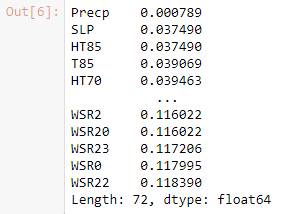 Out[6]: Precp 0.000789
SLP 0.037490
HT85 0.037490
T85 0.039069
HT70 0.039463
...
WSR2 0.116022
WSR20 0.116022
WSR23 0.117206
WSR0 0.117995
WSR22 0.118390
Length: 72, dtype: float64